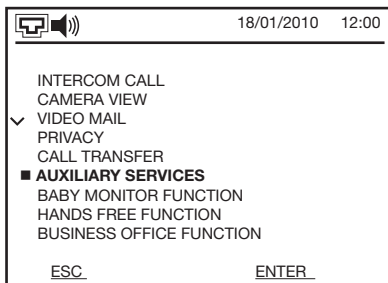 18/01/2010 12:00
INTERCOM CALL
CAMERA VIEW
VIDEO MAIL
PRIVACY
CALL TRANSFER
AUXILIARY SERVICES
BABY MONITOR FUNCTION
HANDS FREE FUNCTION
BUSINESS OFFICE FUNCTION
ESC ENTER